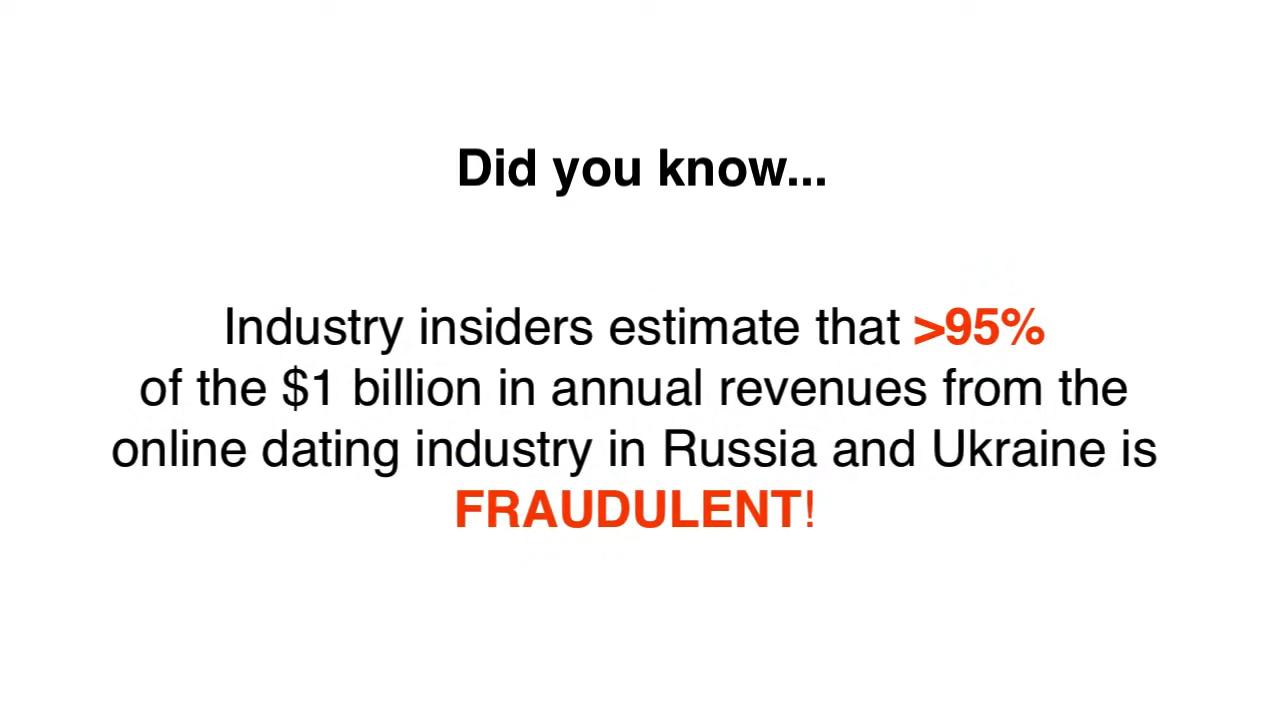 Did you know...
Industry insiders estimate that >95%
of the $1 billion in annual revenues from the
online dating industry in Russia and Ukraine is
FRAUDULENT!